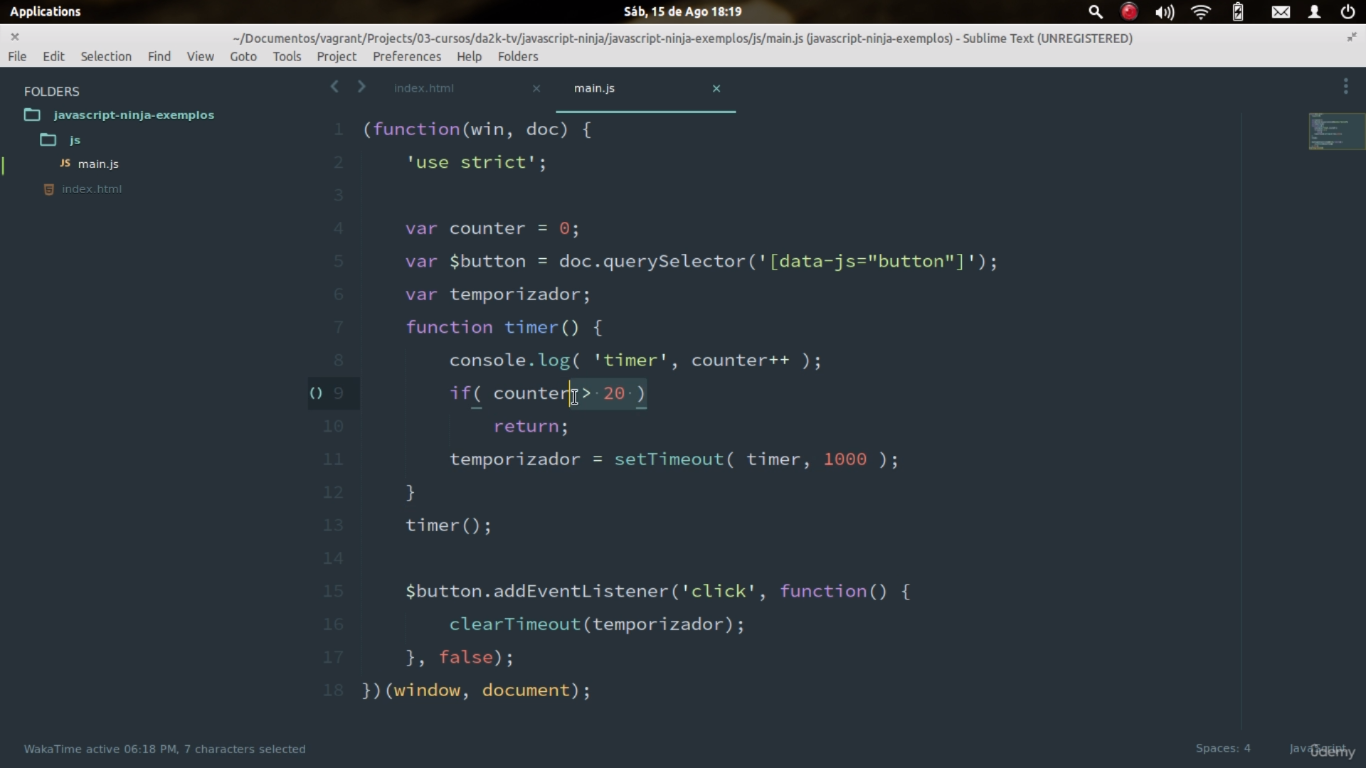 Applications
Sáb, 15 de Ago 18:19
~/Documentos/vagrant/Projects/03-cursos/da2k-tv/javascript-ninja/javascript-ninja-exemplos/js/main.js (javascript-ninja-exemplos) - Sublime Text (UNREGISTERED)
File Edit Selection Find View Goto Tools Project Preferences Help Folders
FOLDERS
javascript-ninja-exemplos
js
JS main.js
index.html
index.html × main.js ×
1 (function(win, doc) {
2 'use strict';
3
4 var counter = 0;
5 var $button = doc.querySelector('[data-js="button"]');
6 var temporizador;
7 function timer() {
8 console.log( 'timer', counter++ );
() 9 if( counter > 20 )
10 return;
11 temporizador = setTimeout( timer, 1000 );
12 }
13 timer();
14
15 $button.addEventListener('click', function() {
16 clearTimeout(temporizador);
17 }, false);
18 })(window, document);
WakaTime active 06:18 PM, 7 characters selected
Spaces: 4
JavaScript
ûdemy